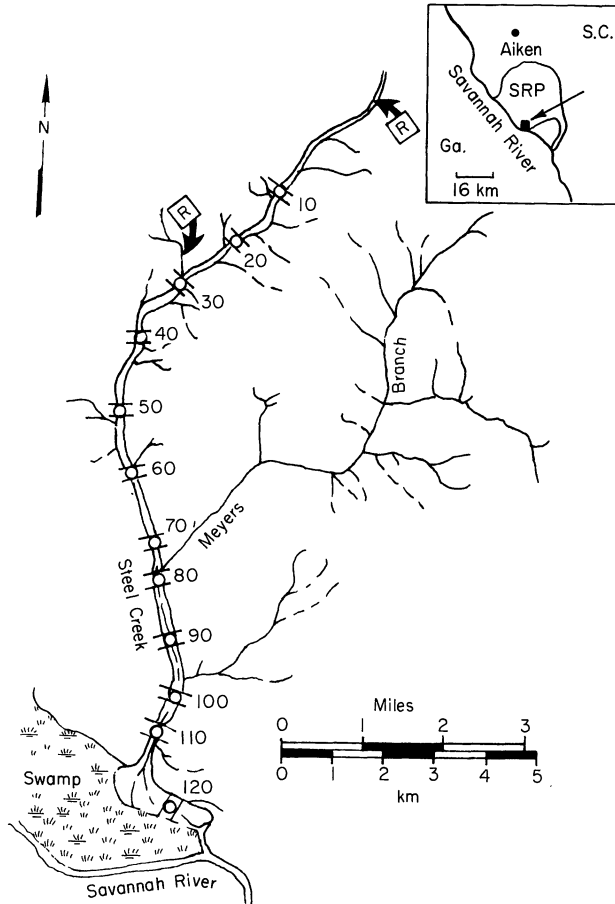 S.C.
Aiken
SRP
Savannah River
Ga.
16 km
N
R
R
10
20
30
40
50
60
70
80
90
100
110
120
Branch
Meyers
Steel Creek
Miles
0 1 2 3
0 1 2 3 4 5
km
Swamp
Savannah River